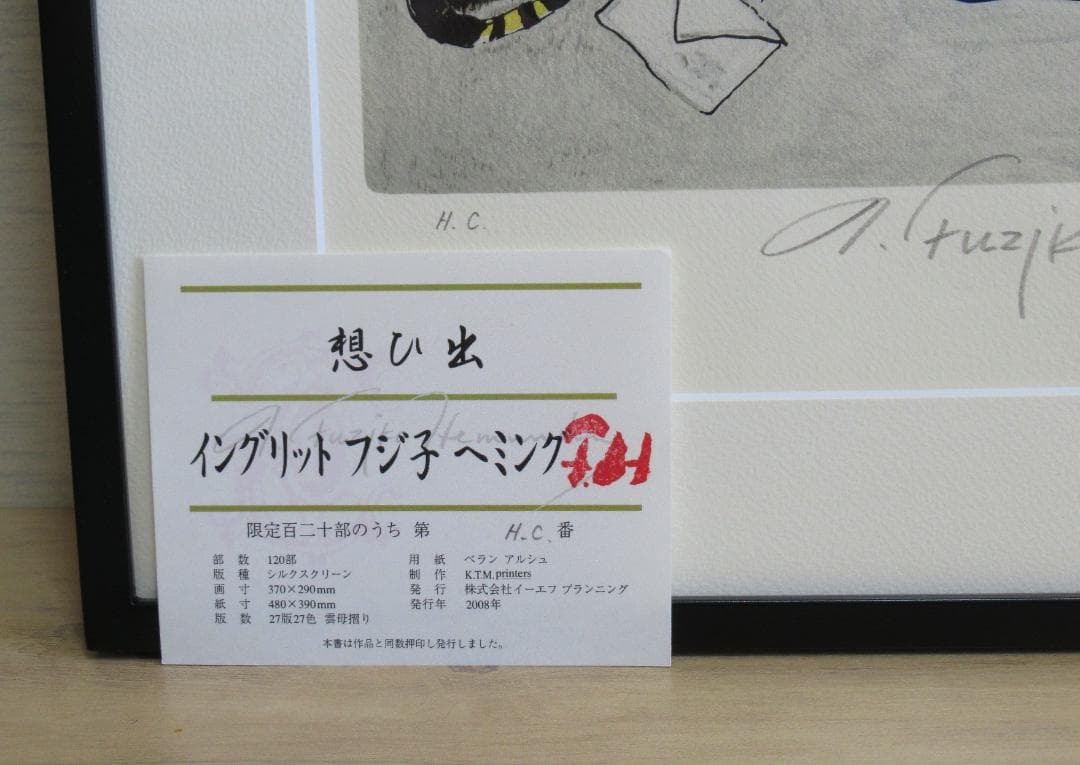 H.C.
想ひ出
イングリット フジ子 ヘミング
限定百二十部のうち 第 H.C. 番
部 数 120部 用 紙 ベラン アルシュ
版 種 シルクスクリーン 制 作 K.T.M.printers
画 寸 370×290mm 発 行 株式会社イーエフ プランニング
紙 寸 480×390mm 発行年 2008年
版 数 27版27色 雲母摺り
本書は作品と同数押印し発行しました。